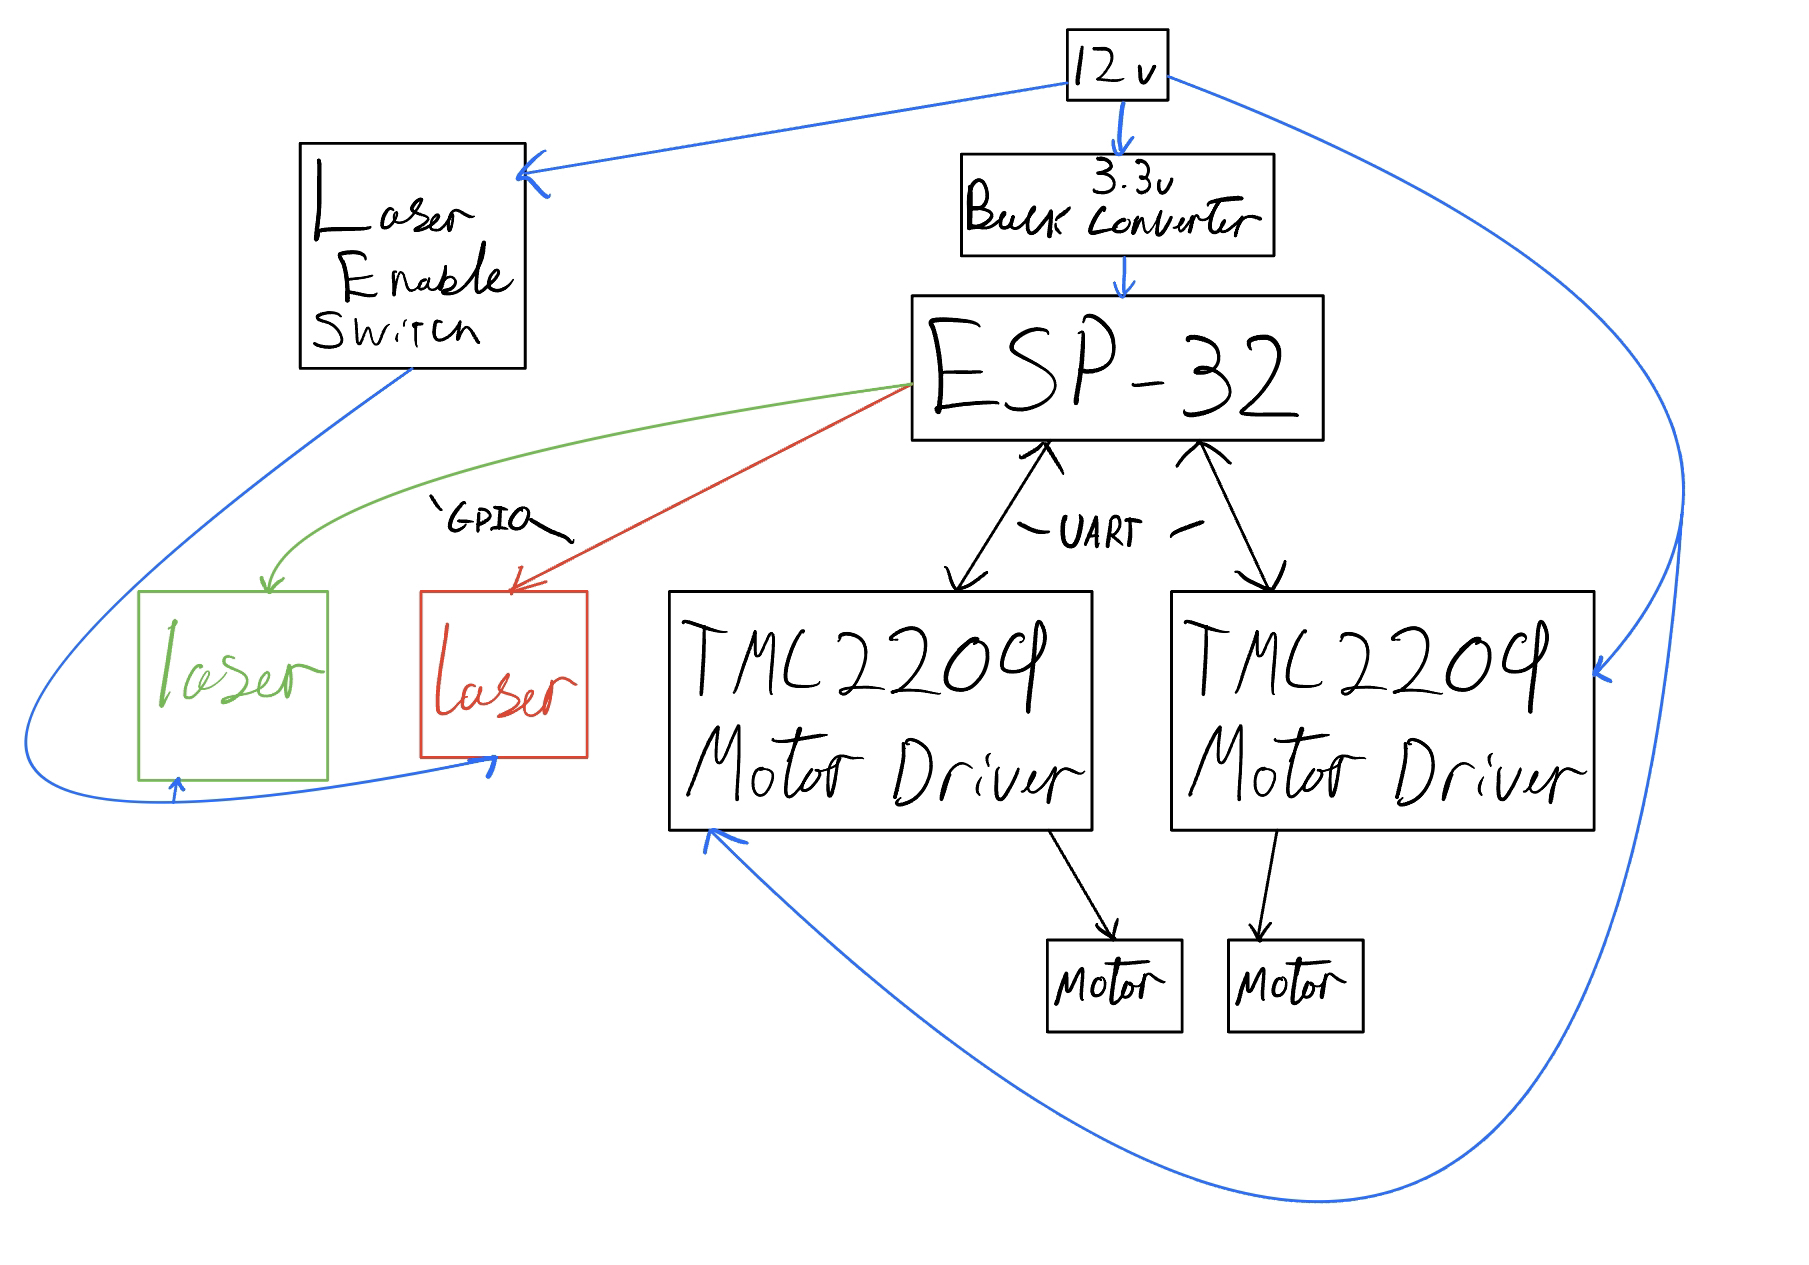 12v
3.3v
Buck Converter
Laser
Enable
Switch
ESP-32
GPIO
UART
Laser
Laser
TMC2209
Motor Driver
TMC2209
Motor Driver
Motor
Motor